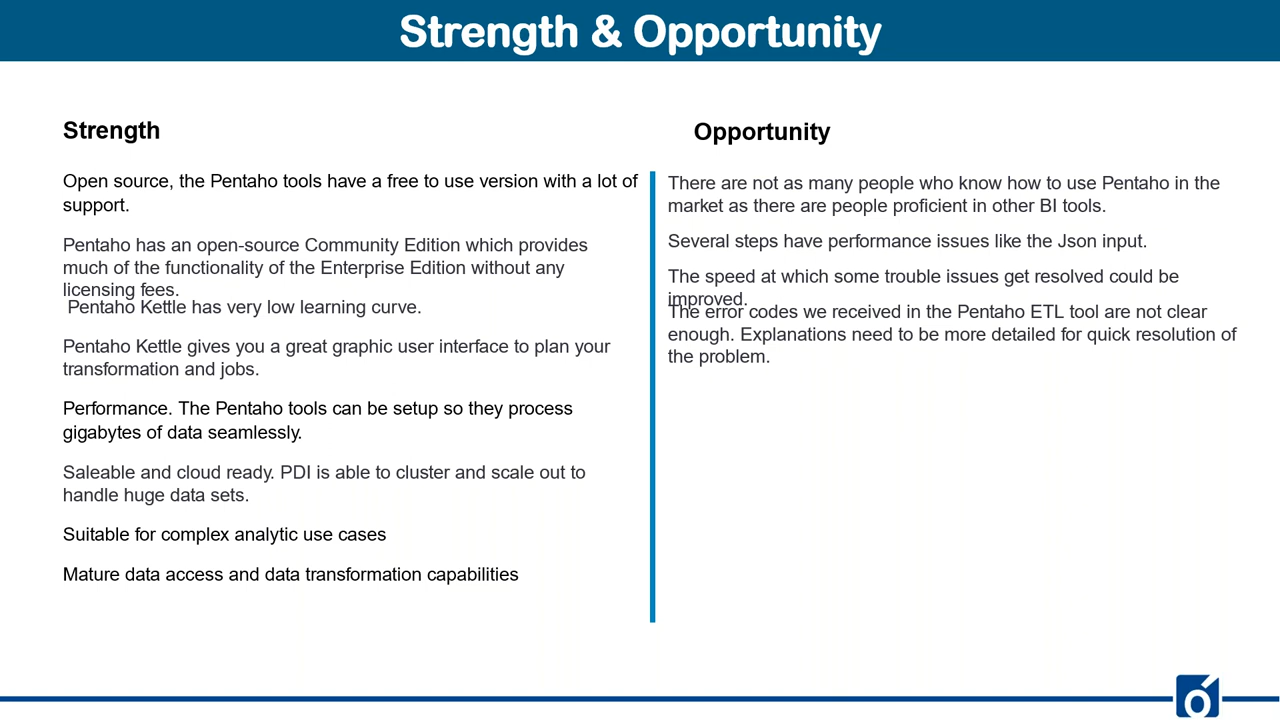 Strength & Opportunity
Strength
Open source, the Pentaho tools have a free to use version with a lot of
support.
Pentaho has an open-source Community Edition which provides
much of the functionality of the Enterprise Edition without any
licensing fees.
Pentaho Kettle has very low learning curve.
Pentaho Kettle gives you a great graphic user interface to plan your
transformation and jobs.
Performance. The Pentaho tools can be setup so they process
gigabytes of data seamlessly.
Saleable and cloud ready. PDI is able to cluster and scale out to
handle huge data sets.
Suitable for complex analytic use cases
Mature data access and data transformation capabilities
Opportunity
There are not as many people who know how to use Pentaho in the
market as there are people proficient in other BI tools.
Several steps have performance issues like the Json input.
The speed at which some trouble issues get resolved could be
improved.
The error codes we received in the Pentaho ETL tool are not clear
enough. Explanations need to be more detailed for quick resolution of
the problem.